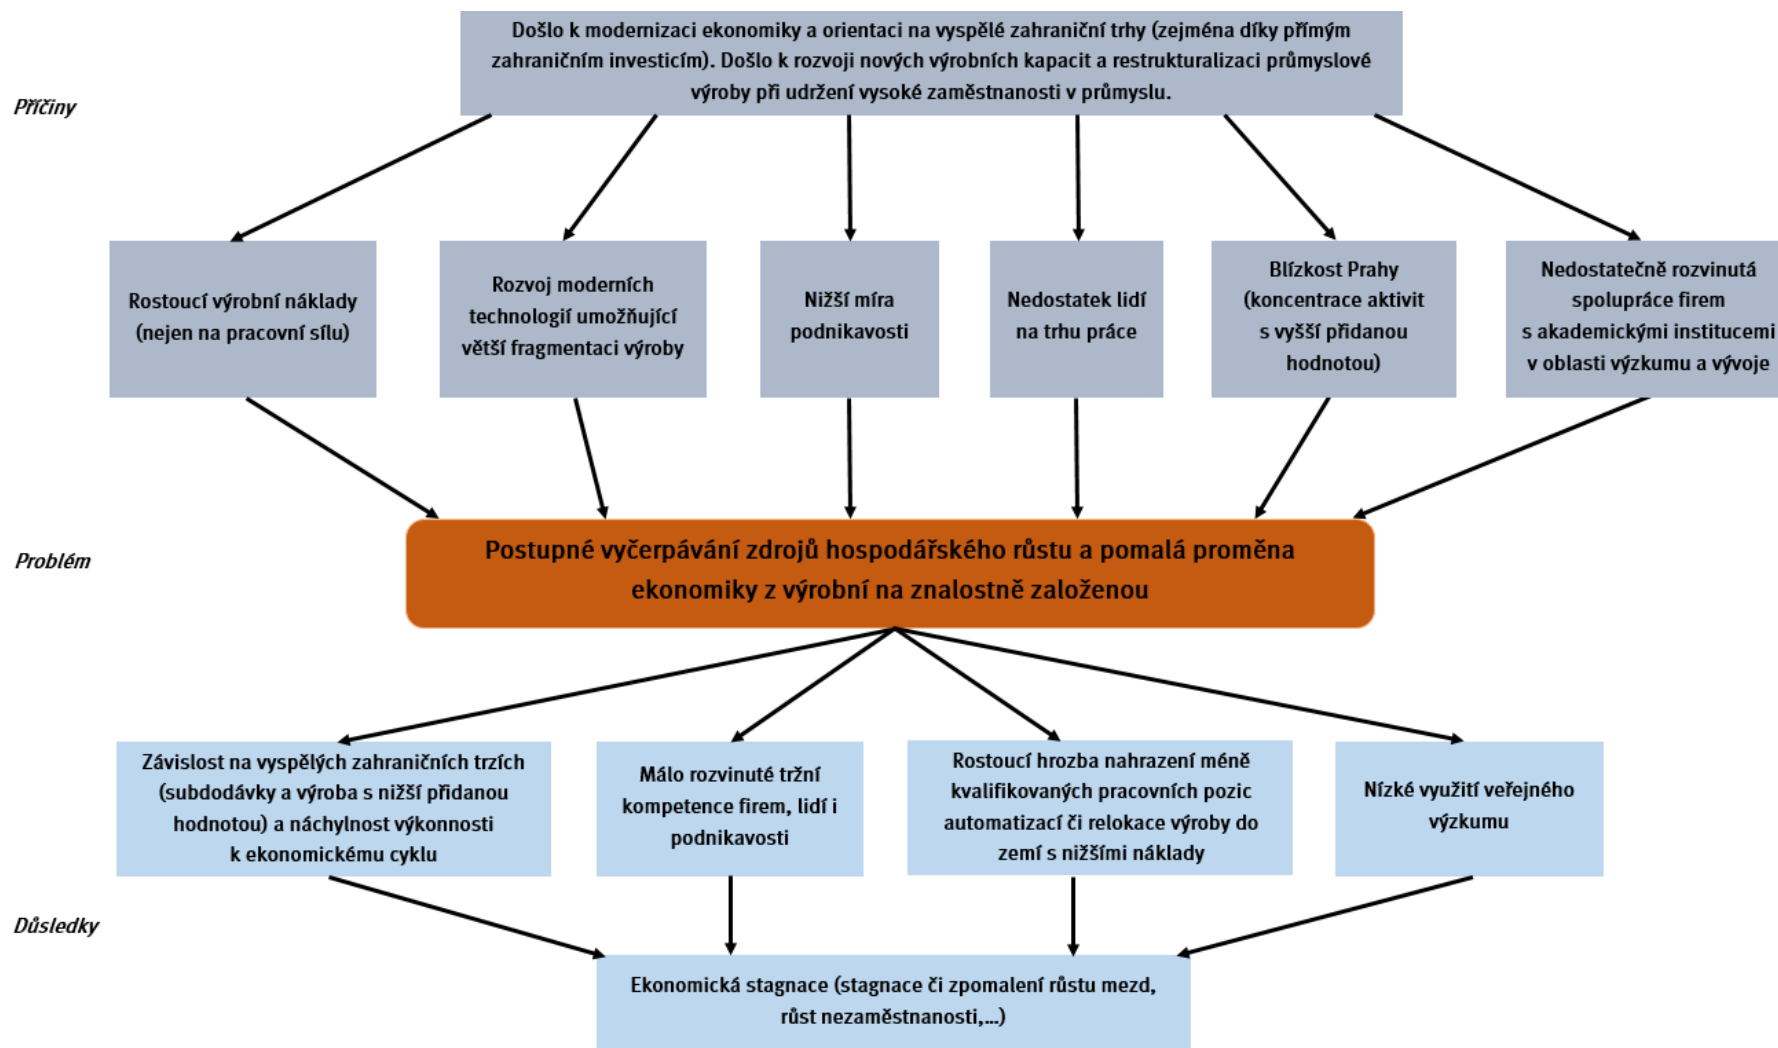 Došlo k modernizaci ekonomiky a orientaci na vyspělé zahraniční trhy (zejména díky přímým
zahraničním investicím). Došlo k rozvoji nových výrobních kapacit a restrukturalizaci průmyslové
výroby při udržení vysoké zaměstnanosti v průmyslu.
Příčiny
Rostoucí výrobní náklady
(nejen na pracovní sílu)
Rozvoj moderních
technologií umožňující
větší fragmentaci výroby
Nižší míra
podnikavosti
Nedostatek lidí
na trhu práce
Blízkost Prahy
(koncentrace aktivit
s vyšší přidanou
hodnotou)
Nedostatečně rozvinutá
spolupráce firem
s akademickými institucemi
v oblasti výzkumu a vývoje
Problém
Postupné vyčerpávání zdrojů hospodářského růstu a pomalá proměna
ekonomiky z výrobní na znalostně založenou
Závislost na vyspělých zahraničních trzích
(subdodávky a výroba s nižší přidanou
hodnotou) a náchylnost výkonnosti
k ekonomickému cyklu
Málo rozvinuté tržní
kompetence firem, lidí i
podnikavosti
Rostoucí hrozba nahrazení méně
kvalifikovaných pracovních pozic
automatizací či relokace výroby do
zemí s nižšími náklady
Nízké využití veřejného
výzkumu
Důsledky
Ekonomická stagnace (stagnace či zpomalení růstu mezd,
růst nezaměstnanosti,...)